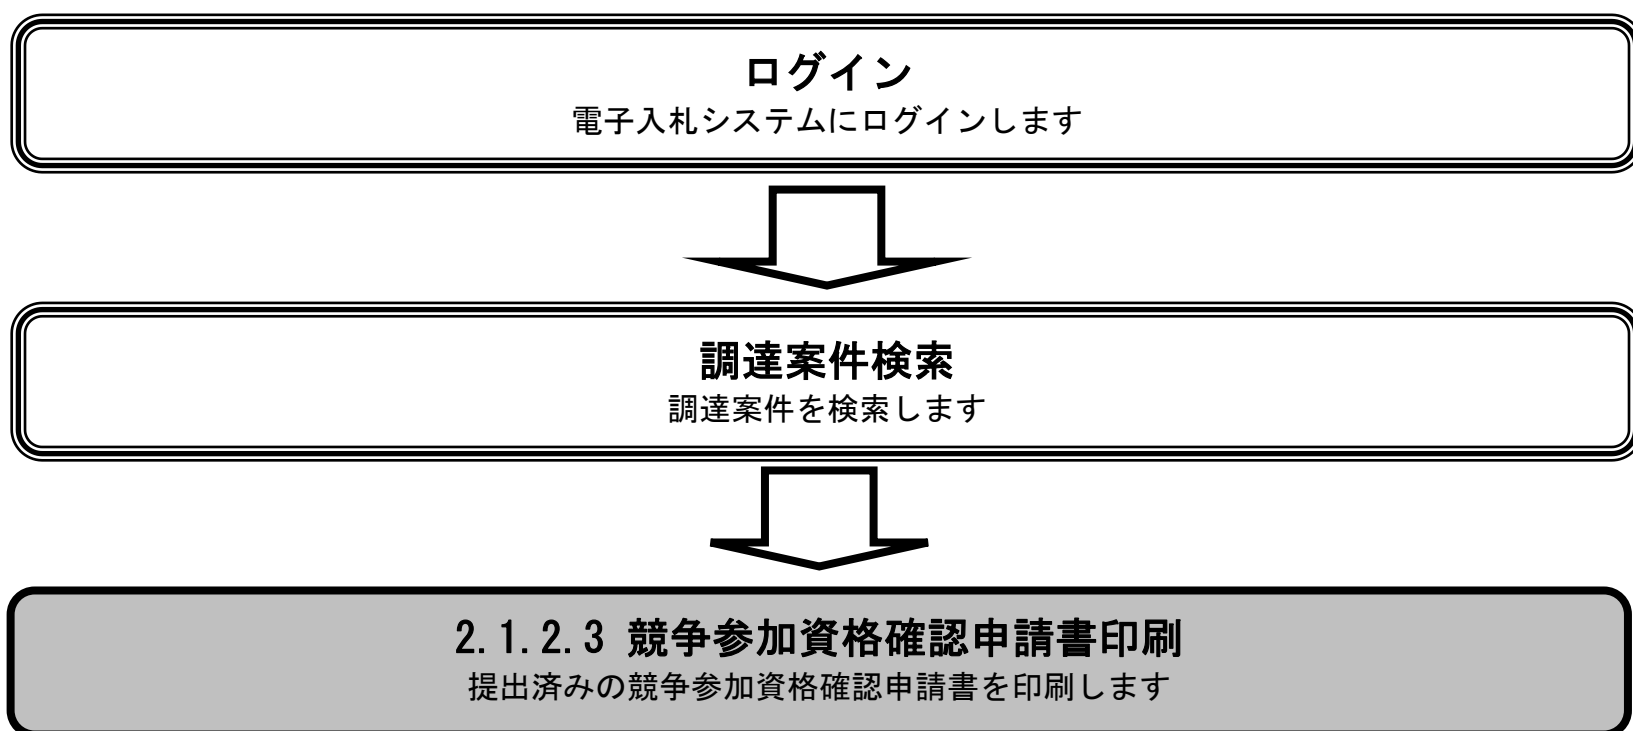 ログイン
電子入札システムにログインします
調達案件検索
調達案件を検索します
2.1.2.3 競争参加資格確認申請書印刷
提出済みの競争参加資格確認申請書を印刷します